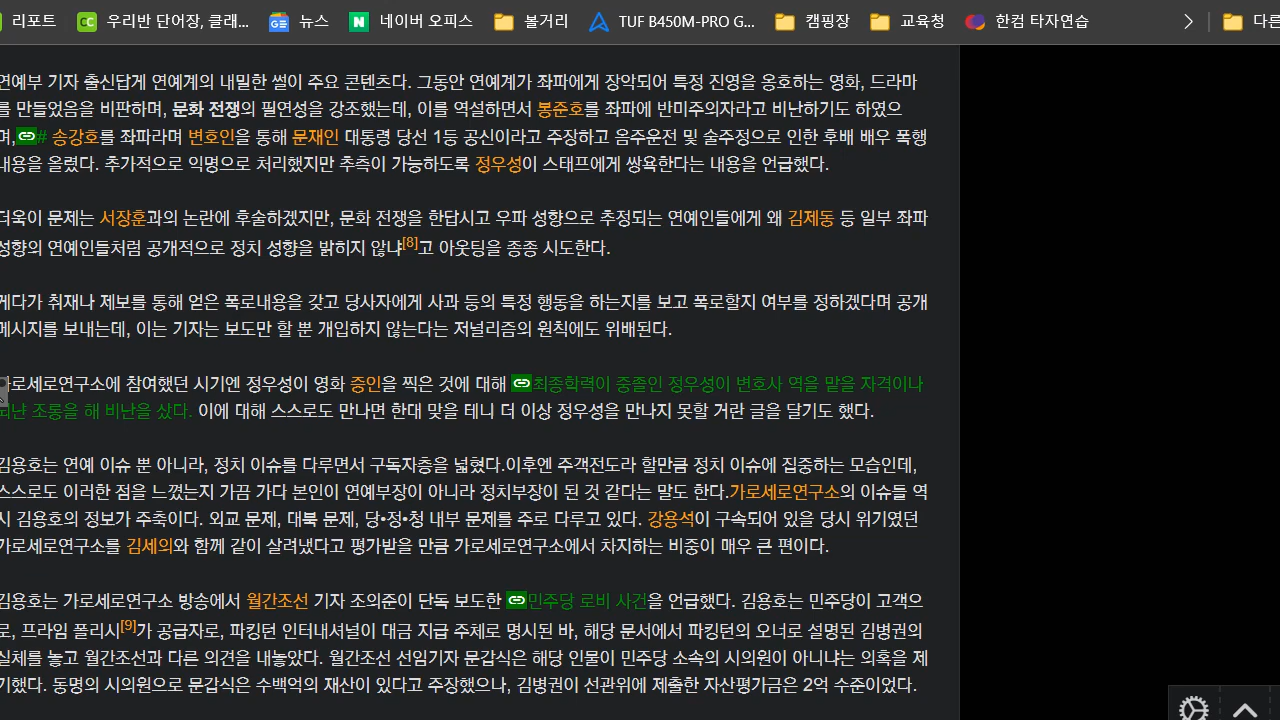 리포트 우리반 단어장, 클래... 뉴스 네이버 오피스 볼거리 TUF B450M-PRO G... 캠핑장 교육청 한컴 타자연습 다른
연예부 기자 출신답게 연예계의 내밀한 썰이 주요 콘텐츠다. 그동안 연예계가 좌파에게 장악되어 특정 진영을 옹호하는 영화, 드라마
를 만들었음을 비판하며, 문화 전쟁의 필연성을 강조했는데, 이를 역설하면서 봉준호를 좌파에 반미주의자라고 비난하기도 하였으
며,# 송강호를 좌파라며 변호인을 통해 문재인 대통령 당선 1등 공신이라고 주장하고 음주운전 및 술주정으로 인한 후배 배우 폭행
내용을 올렸다. 추가적으로 익명으로 처리했지만 추측이 가능하도록 정우성이 스태프에게 쌍욕한다는 내용을 언급했다.
더욱이 문제는 서장훈과의 논란에 후술하겠지만, 문화 전쟁을 한답시고 우파 성향으로 추정되는 연예인들에게 왜 김제동 등 일부 좌파
성향의 연예인들처럼 공개적으로 정치 성향을 밝히지 않냐[8]고 아웃팅을 종종 시도한다.
게다가 취재나 제보를 통해 얻은 폭로내용을 갖고 당사자에게 사과 등의 특정 행동을 하는지를 보고 폭로할지 여부를 정하겠다며 공개
메시지를 보내는데, 이는 기자는 보도만 할 뿐 개입하지 않는다는 저널리즘의 원칙에도 위배된다.
가로세로연구소에 참여했던 시기엔 정우성이 영화 증인을 찍은 것에 대해 최종학력이 중졸인 정우성이 변호사 역을 맡을 자격이나
되냔 조롱을 해 비난을 샀다. 이에 대해 스스로도 만나면 한대 맞을 테니 더 이상 정우성을 만나지 못할 거란 글을 달기도 했다.
김용호는 연예 이슈 뿐 아니라, 정치 이슈를 다루면서 구독자층을 넓혔다.이후엔 주객전도라 할만큼 정치 이슈에 집중하는 모습인데,
스스로도 이러한 점을 느꼈는지 가끔 가다 본인이 연예부장이 아니라 정치부장이 된 것 같다는 말도 한다.가로세로연구소의 이슈들 역
시 김용호의 정보가 주축이다. 외교 문제, 대북 문제, 당•정•청 내부 문제를 주로 다루고 있다. 강용석이 구속되어 있을 당시 위기였던
가로세로연구소를 김세의와 함께 같이 살려냈다고 평가받을 만큼 가로세로연구소에서 차지하는 비중이 매우 큰 편이다.
김용호는 가로세로연구소 방송에서 월간조선 기자 조의준이 단독 보도한 민주당 로비 사건을 언급했다. 김용호는 민주당이 고객으
로, 프라임 폴리시[9]가 공급자로, 파킹턴 인터내셔널이 대금 지급 주체로 명시된 바, 해당 문서에서 파킹턴의 오너로 설명된 김병권의
실체를 놓고 월간조선과 다른 의견을 내놓았다. 월간조선 선임기자 문갑식은 해당 인물이 민주당 소속의 시의원이 아니냐는 의혹을 제
기했다. 동명의 시의원으로 문갑식은 수백억의 재산이 있다고 주장했으나, 김병권이 선관위에 제출한 자산평가금은 2억 수준이었다.